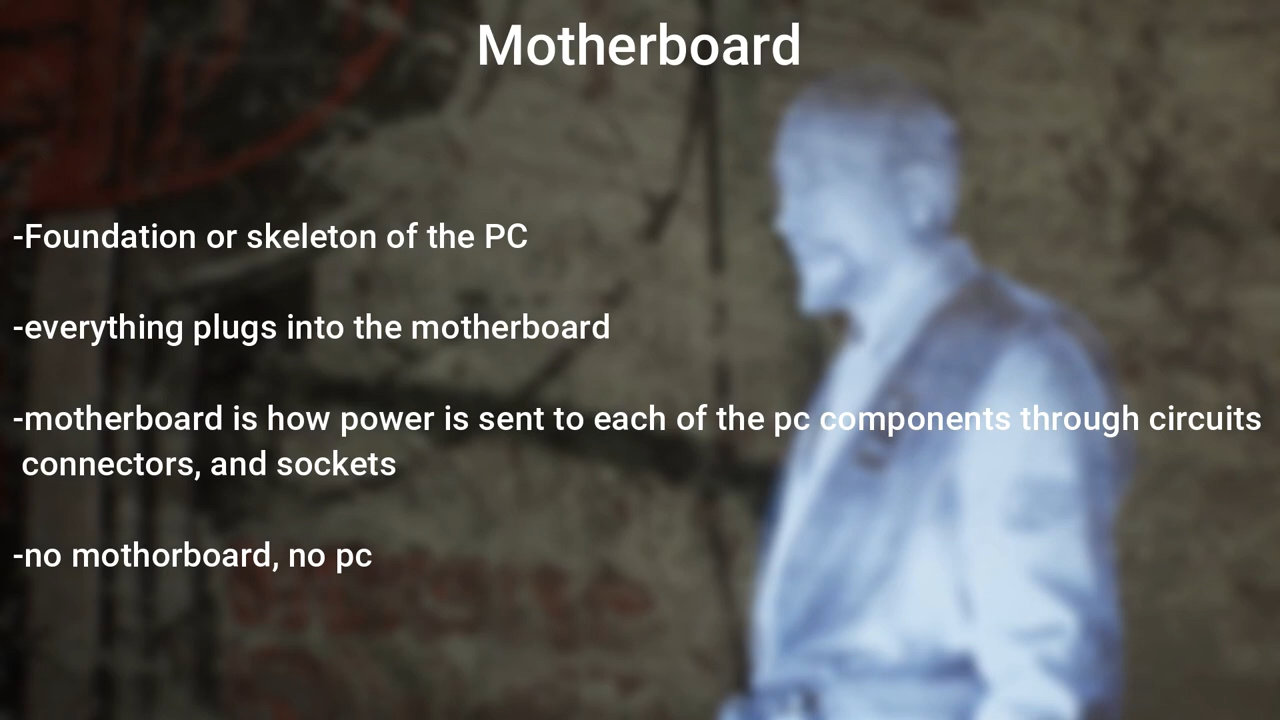 Motherboard
-Foundation or skeleton of the PC
-everything plugs into the motherboard
-motherboard is how power is sent to each of the pc components through circuits
connectors, and sockets
-no mothorboard, no pc